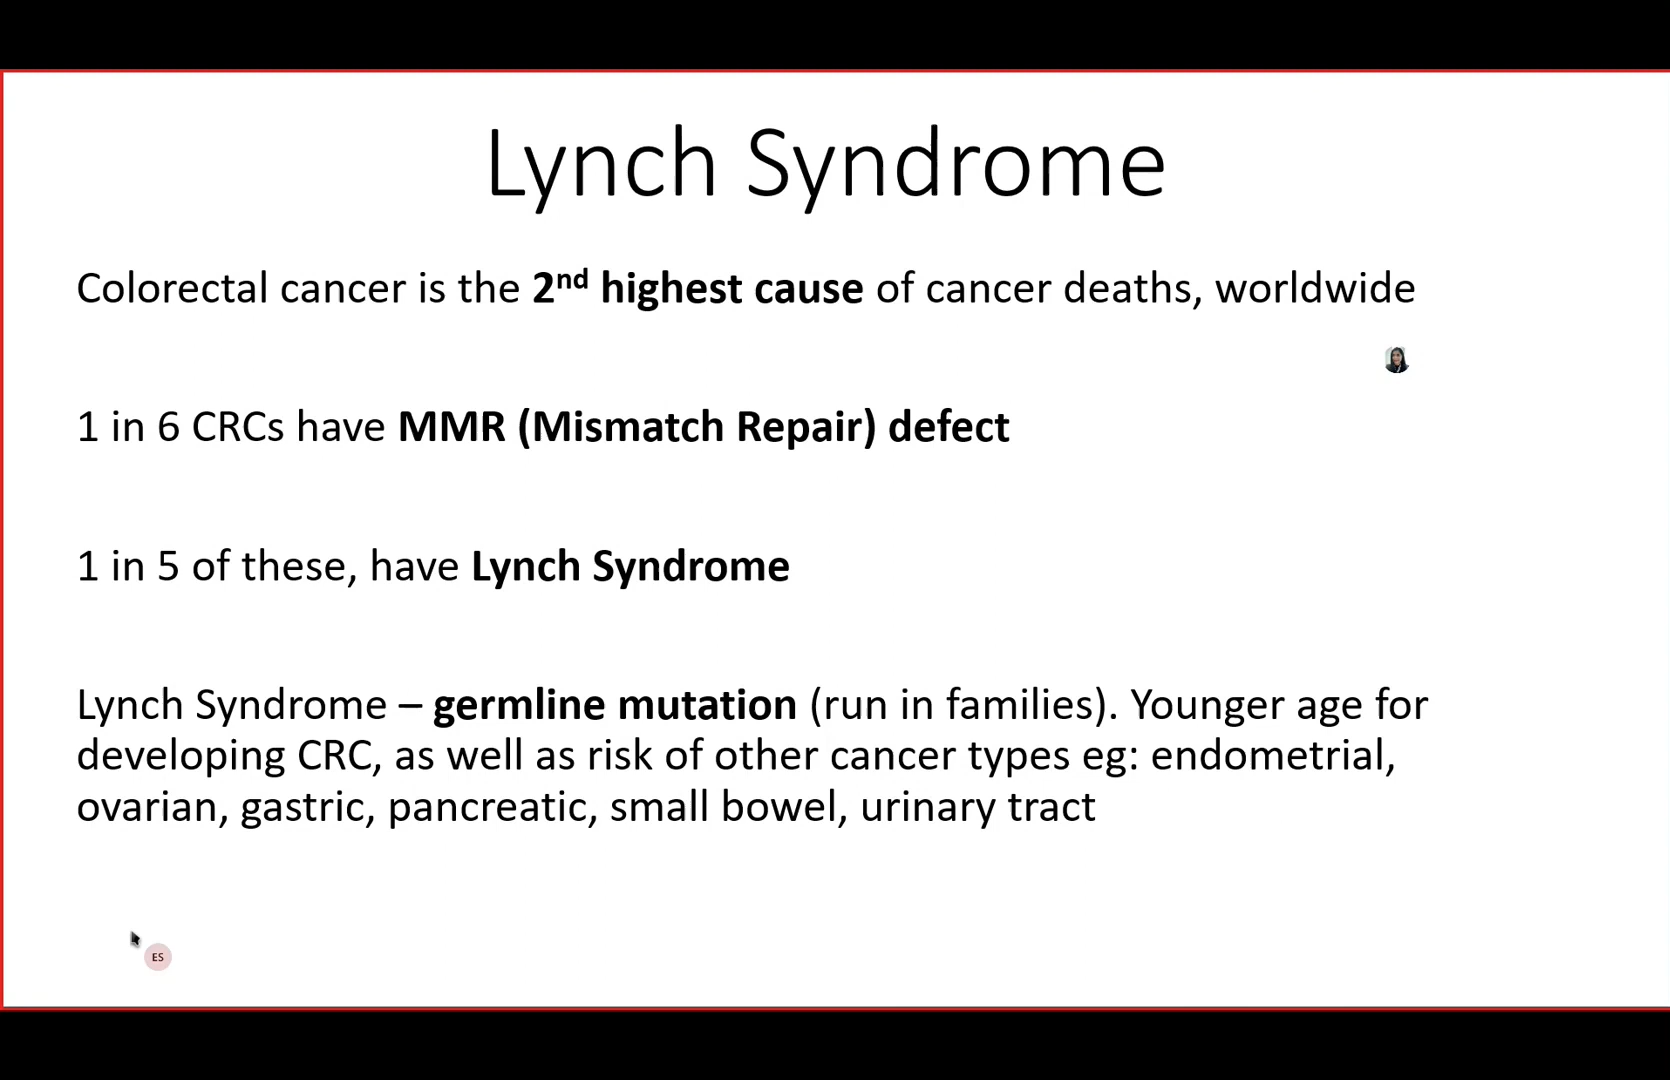 Lynch Syndrome
Colorectal cancer is the 2nd highest cause of cancer deaths, worldwide
1 in 6 CRCs have MMR (Mismatch Repair) defect
1 in 5 of these, have Lynch Syndrome
Lynch Syndrome – germline mutation (run in families). Younger age for
developing CRC, as well as risk of other cancer types eg: endometrial,
ovarian, gastric, pancreatic, small bowel, urinary tract
ES